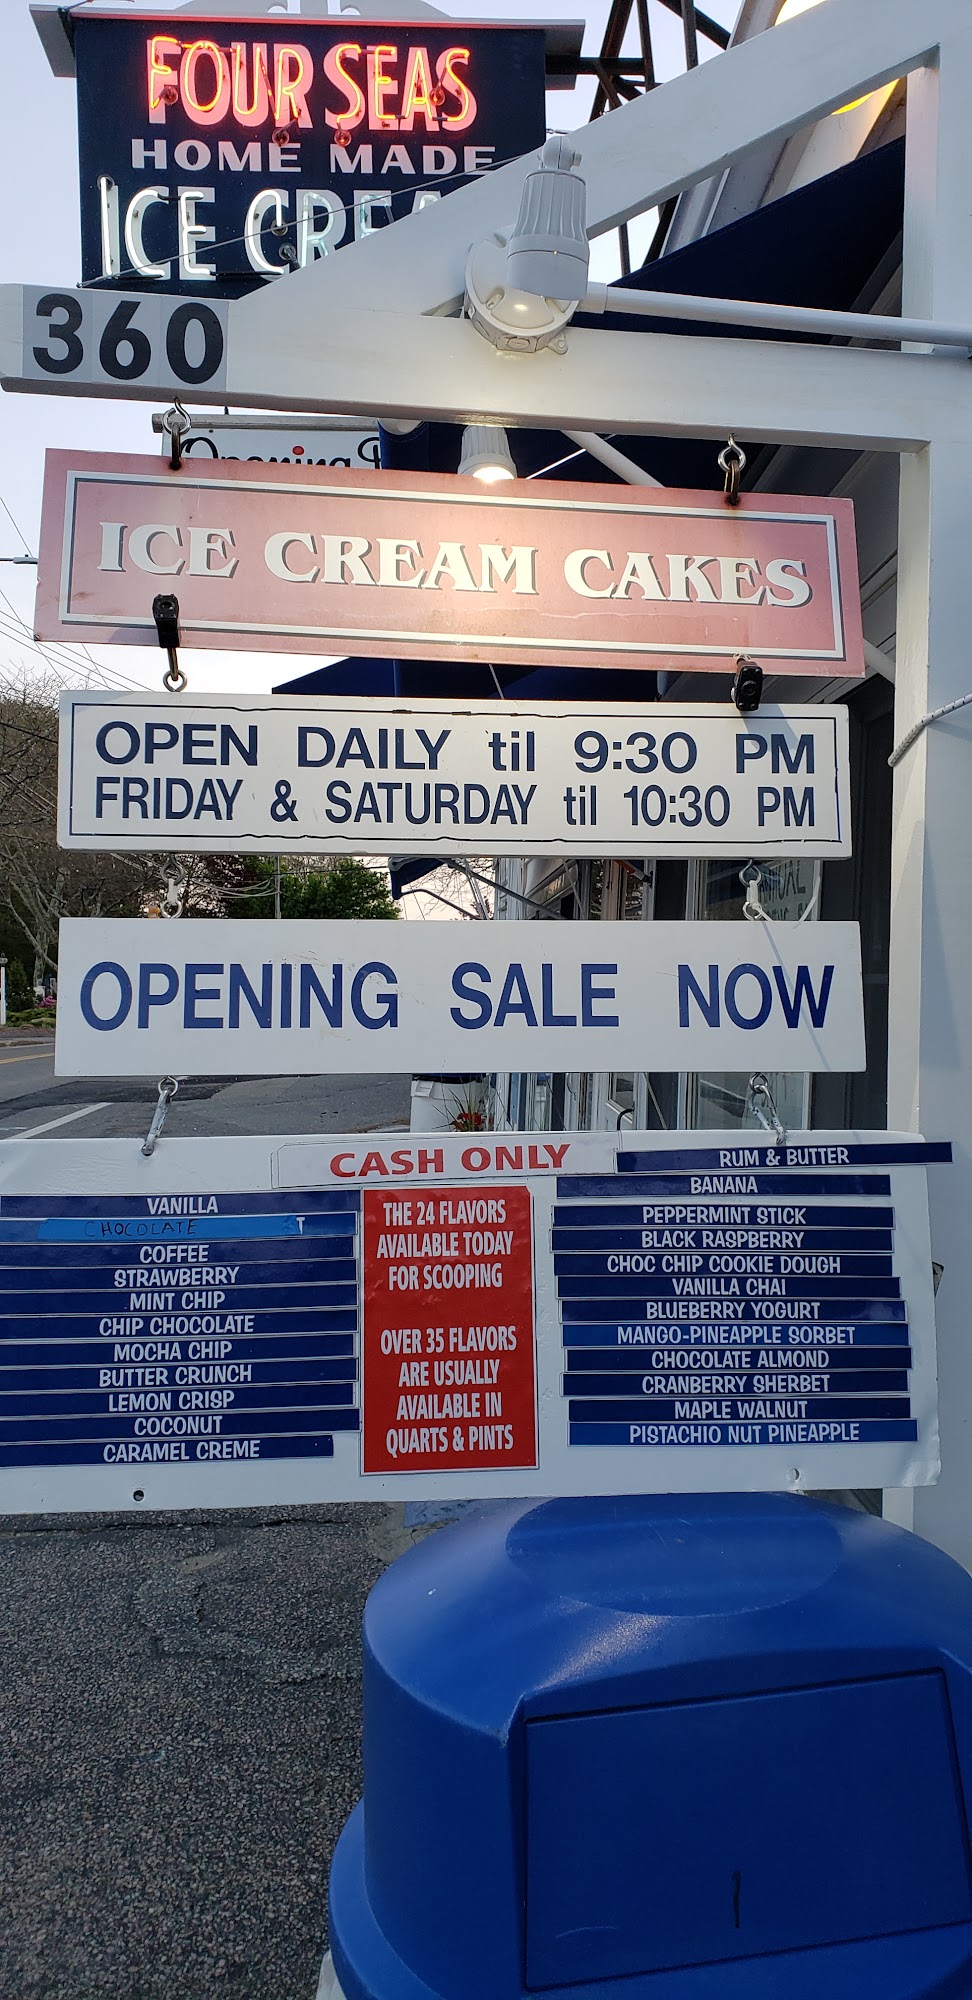 FOUR SEAS
HOME MADE
ICE CREA
360
Opening
ICE CREAM CAKES
OPEN DAILY til 9:30 PM
FRIDAY & SATURDAY til 10:30 PM
OPENING SALE NOW
CASH ONLY
VANILLA
CHOCOLATE T
COFFEE
STRAWBERRY
MINT CHIP
CHIP CHOCOLATE
MOCHA CHIP
BUTTER CRUNCH
LEMON CRISP
COCONUT
CARAMEL CREME
THE 24 FLAVORS
AVAILABLE TODAY
FOR SCOOPING
OVER 35 FLAVORS
ARE USUALLY
AVAILABLE IN
QUARTS & PINTS
RUM & BUTTER
BANANA
PEPPERMINT STICK
BLACK RASPBERRY
CHOC CHIP COOKIE DOUGH
VANILLA CHAI
BLUEBERRY YOGURT
MANGO-PINEAPPLE SORBET
CHOCOLATE ALMOND
CRANBERRY SHERBET
MAPLE WALNUT
PISTACHIO NUT PINEAPPLE